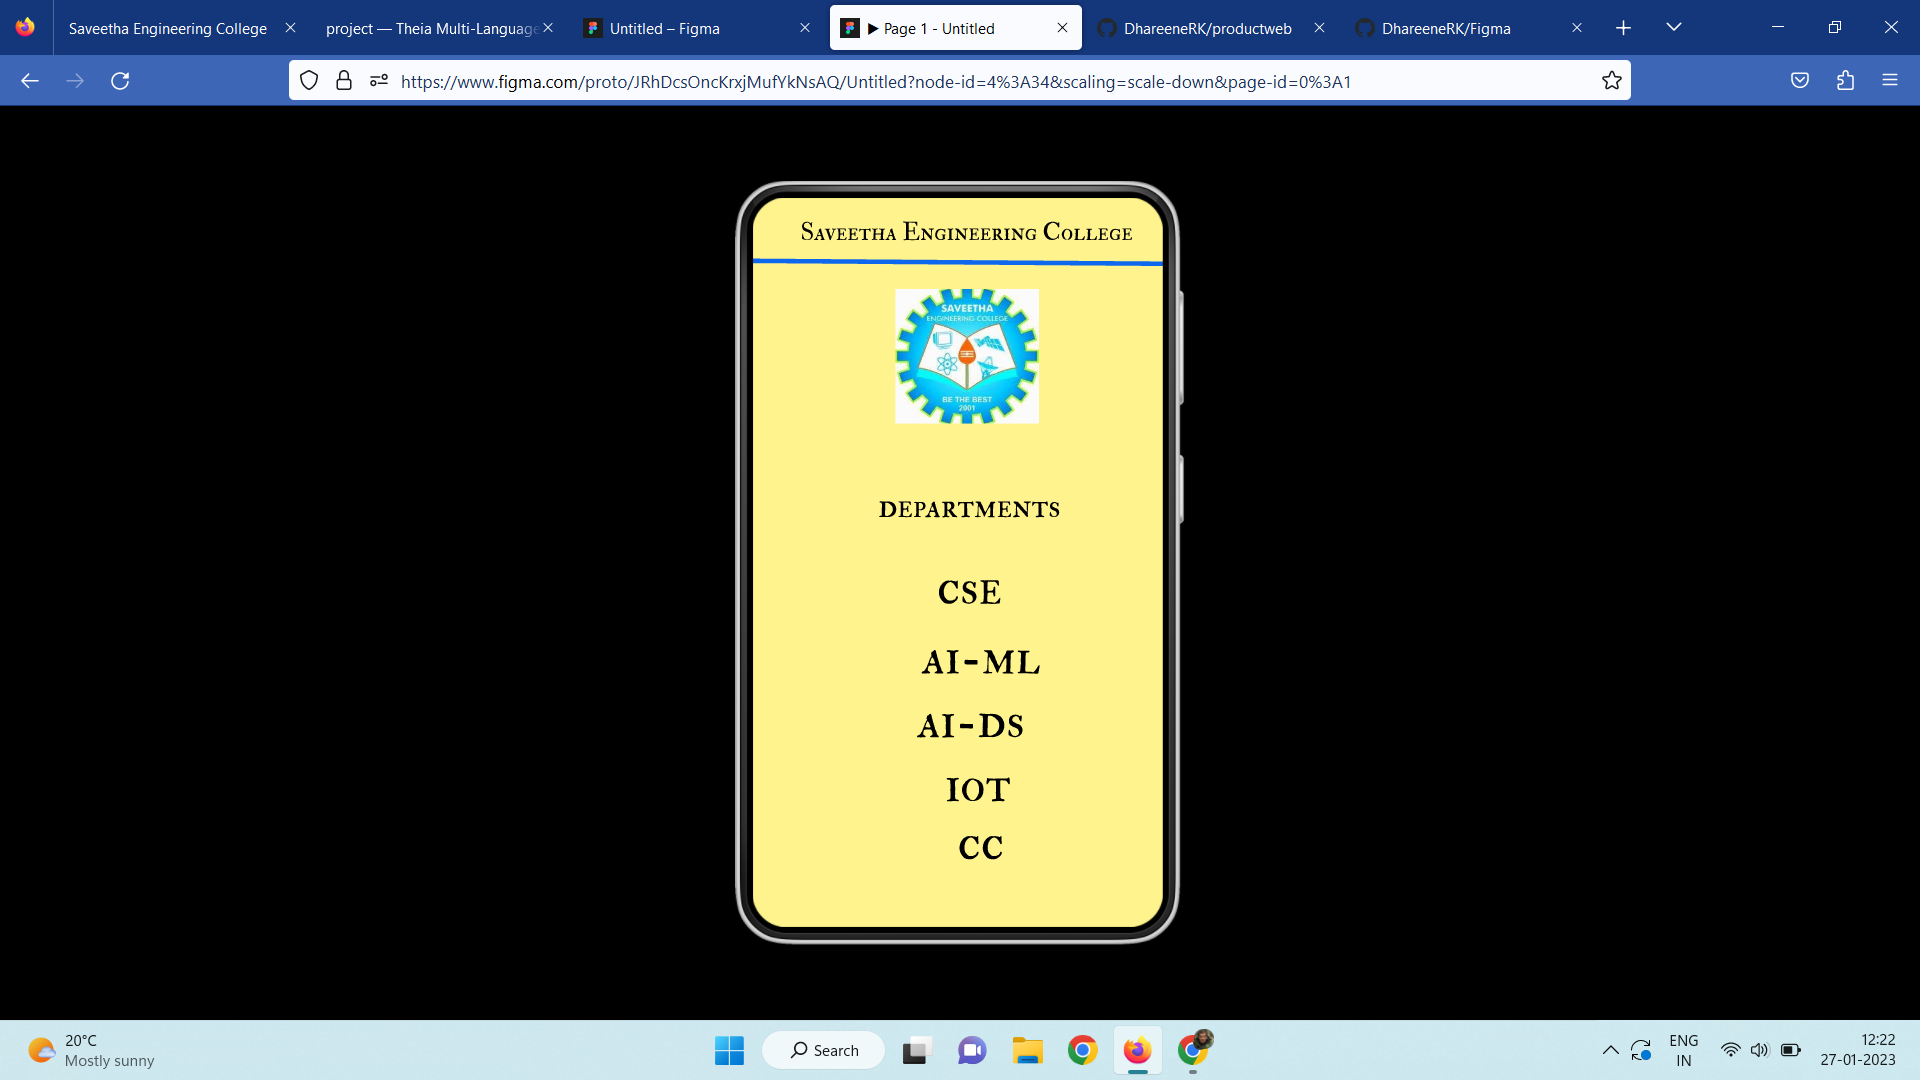 Saveetha Engineering College
project — Theia Multi-Language
Untitled – Figma
▶ Page 1 - Untitled
DhareeneRK/productweb
DhareeneRK/Figma
https://www.figma.com/proto/JRhDcsOncKrxjMufYkNsAQ/Untitled?node-id=4%3A34&scaling=scale-down&page-id=0%3A1
Saveetha Engineering College
SAVEETHA
ENGINEERING COLLEGE
BE THE BEST
2001
DEPARTMENTS
CSE
AI-ML
AI-DS
IOT
CC
20°C
Mostly sunny
Search
ENG
IN
12:22
27-01-2023